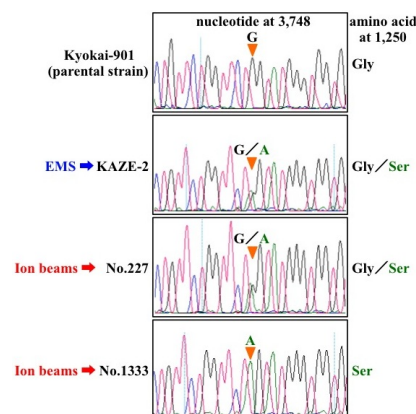 nucleotide at 3,748 amino acid
at 1,250
G
Kyokai-901
(parental strain)
Gly
G／A
EMS ➡ KAZE-2
Gly／Ser
G／A
Ion beams ➡ No.227
Gly／Ser
A
Ion beams ➡ No.1333
Ser